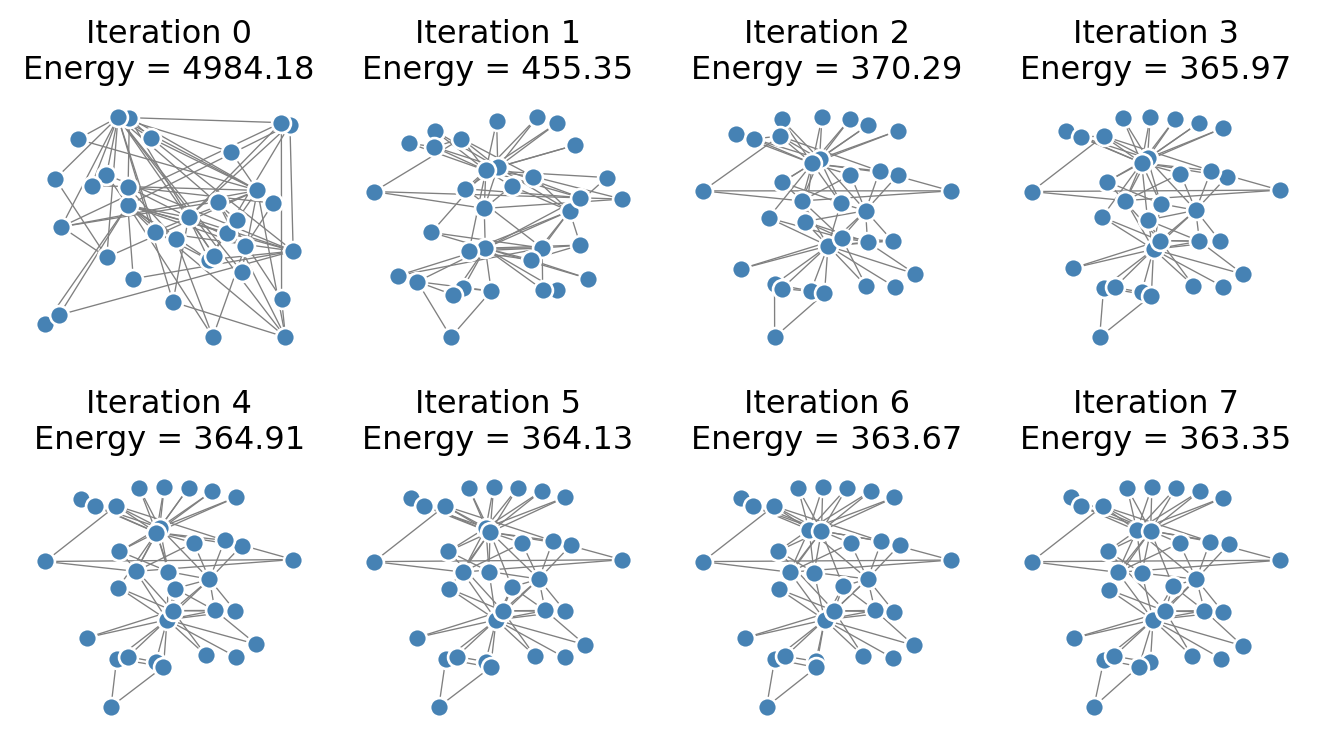 Iteration 0
Energy = 4984.18
Iteration 1
Energy = 455.35
Iteration 2
Energy = 370.29
Iteration 3
Energy = 365.97
Iteration 4
Energy = 364.91
Iteration 5
Energy = 364.13
Iteration 6
Energy = 363.67
Iteration 7
Energy = 363.35